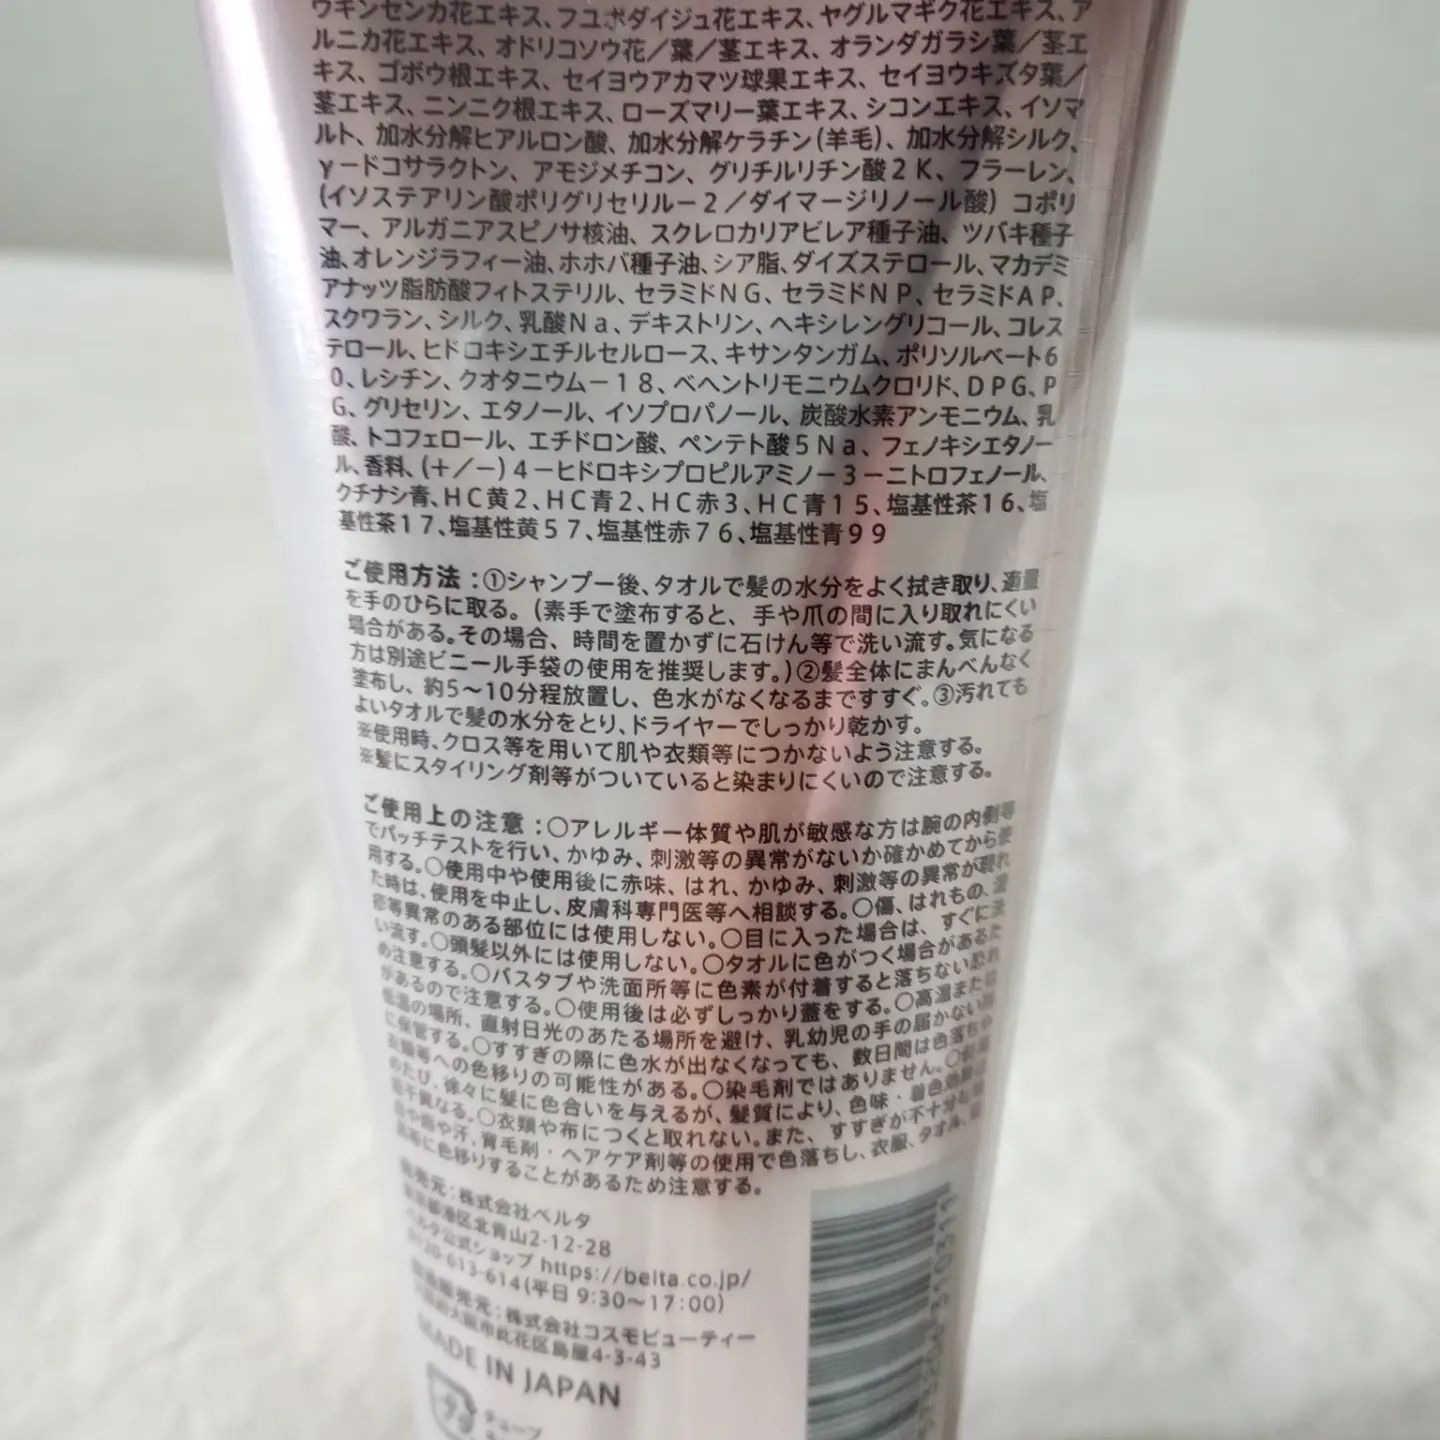 ウキンセンカ花エキス、フユボダイジュ花エキス、ヤグルマギク花エキス、ア
ルニカ花エキス、オドリコソウ花／葉／茎エキス、オランダガラシ葉／茎エ
キス、ゴボウ根エキス、セイヨウアカマツ球果エキス、セイヨウキズタ葉／
茎エキス、ニンニク根エキス、ローズマリー葉エキス、シコンエキス、イソマ
ルト、加水分解ヒアルロン酸、加水分解ケラチン(羊毛)、加水分解シルク、
γードコサラクトン、アモジメチコン、グリチルリチン酸２Ｋ、フラーレン、
(イソステアリン酸ポリグリセリル－２／ダイマージリノール酸）コポリ
マー、アルガニアスピノサ核油、スクレロカリアビレア種子油、ツバキ種子
油、オレンジラフィー油、ホホバ種子油、シア脂、ダイズステロール、マカデミ
アナッツ脂肪酸フィトステリル、セラミドＮＧ、セラミドＮＰ、セラミドＡＰ、
スクワラン、シルク、乳酸Ｎａ、デキストリン、ヘキシレングリコール、コレス
テロール、ヒドロキシエチルセルロース、キサンタンガム、ポリソルベート６
０、レシチン、クオタニウム－１８、ベヘントリモニウムクロリド、ＤＰＧ、Ｐ
Ｇ、グリセリン、エタノール、イソプロパノール、炭酸水素アンモニウム、乳
酸、トコフェロール、エチドロン酸、ペンテト酸５Ｎａ、フェノキシエタノー
ル、香料、(＋／－)４－ヒドロキシプロピルアミノ－３－ニトロフェノール、
クチナシ青、ＨＣ黄２、ＨＣ青２、ＨＣ赤３、ＨＣ青１５、塩基性茶１６、塩
基性茶１７、塩基性黄５７、塩基性赤７６、塩基性青９９
ご使用方法：①シャンプー後、タオルで髪の水分をよく拭き取り、適量
を手のひらに取る。（素手で塗布すると、手や爪の間に入り取れにくい
場合がある。その場合、時間を置かずに石けん等で洗い流す。気になる
方は別途ビニール手袋の使用を推奨します。)②髪全体にまんべんなく
塗布し、約5〜10分程放置し、色水がなくなるまですすぐ。③汚れても
よいタオルで髪の水分をとり、ドライヤーでしっかり乾かす。
※使用時、クロス等を用いて肌や衣類等につかないよう注意する。
※髪にスタイリング剤等がついていると染まりにくいので注意する。
ご使用上の注意：○アレルギー体質や肌が敏感な方は腕の内側等
でパッチテストを行い、かゆみ、刺激等の異常がないか確かめてから使
用する。○使用中や使用後に赤味、はれ、かゆみ、刺激等の異常が現れ
た時は、使用を中止し、皮膚科専門医等へ相談する。○傷、はれもの、湿
疹等異常のある部位には使用しない。○目に入った場合は、すぐに洗
い流す。○頭髪以外には使用しない。○タオルに色がつく場合があるた
め注意する。○バスタブや洗面所等に色素が付着すると落ちない恐れ
があるので注意する。○使用後は必ずしっかり蓋をする。○高温または
低温の場所、直射日光のあたる場所を避け、乳幼児の手の届かない所
に保管する。○すすぎの際に色水が出なくなっても、数日間は色落ちや
衣類等への色移りの可能性がある。○染毛剤ではありません。○使用
のたび、徐々に髪に色合いを与えるが、髪質により、色味・着色効果は
若干異なる。○衣類や布につくと取れない。また、すすぎが不十分な場
合や雨や汗、育毛剤・ヘアケア剤等の使用で色落ちし、衣服、タオル、寝
具等に色移りすることがあるため注意する。
発売元：株式会社ベルタ
東京都港区北青山2-12-28
ベルタ公式ショップ https://belta.co.jp/
0120-613-614(平日 9:30〜17:00)
製造販売元：株式会社コスモビューティー
大阪府大阪市此花区島屋4-3-43
MADE IN JAPAN
チューブ